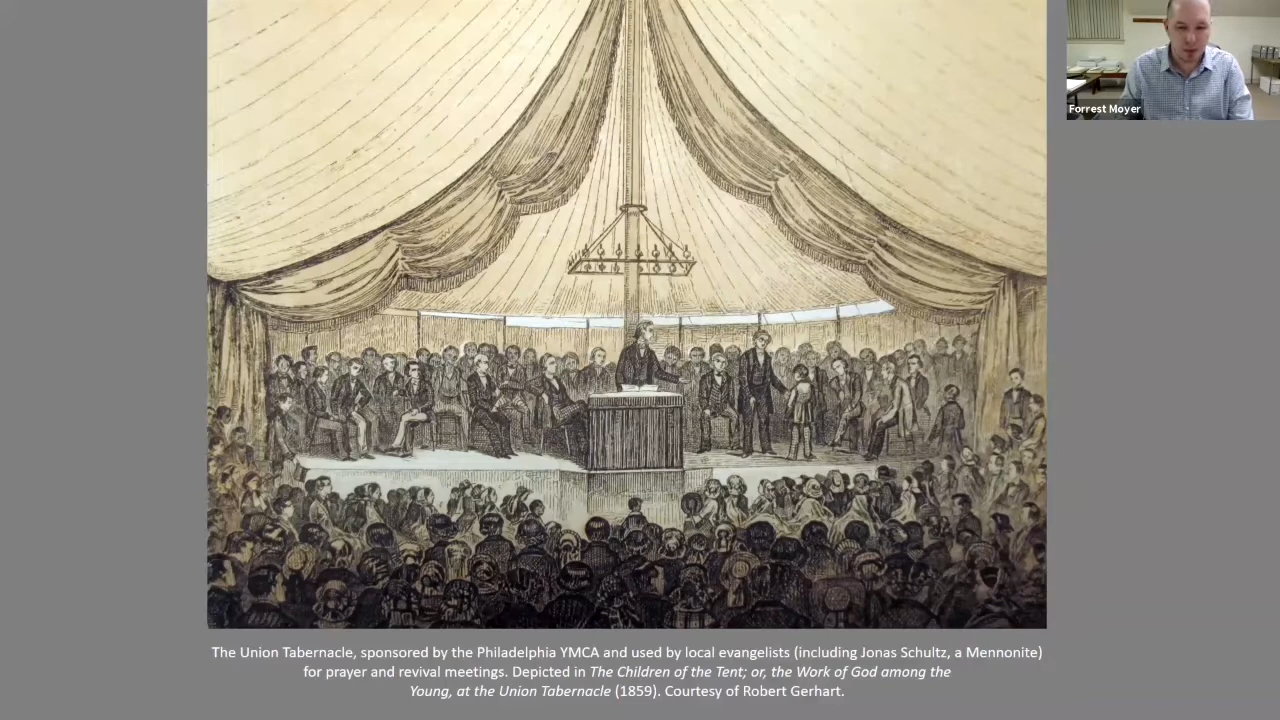 Forrest Moyer
The Union Tabernacle, sponsored by the Philadelphia YMCA and used by local evangelists (including Jonas Schultz, a Mennonite)
for prayer and revival meetings. Depicted in The Children of the Tent; or, the Work of God among the
Young, at the Union Tabernacle (1859). Courtesy of Robert Gerhart.